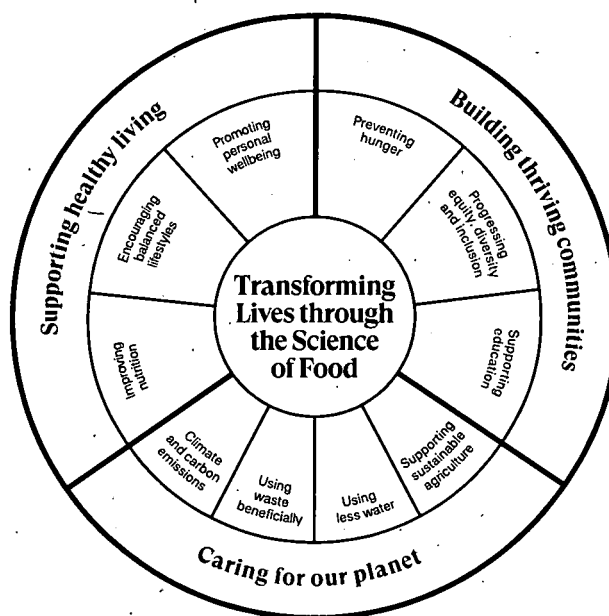 Supporting healthy living
Building thriving communities
Caring for our planet
Transforming
Lives through
the Science
of Food
Promoting
personal
wellbeing
Encouraging
balanced
lifestyles
Improving
nutrition
Preventing
hunger
Progressing
equity, diversity
and inclusion
Supporting
education
Supporting
sustainable
agriculture
Using
less water
Using
waste
beneficially
Climate
and carbon
emissions